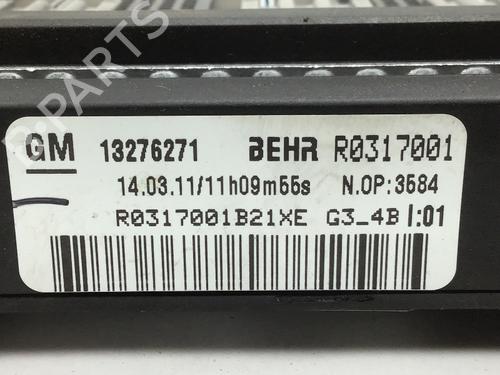 B-PARTS
GM 13276271 BEHR R0317001
14.03.11/11h09m55s N.OP:3584
R0317001B21XE G3_4B I:01